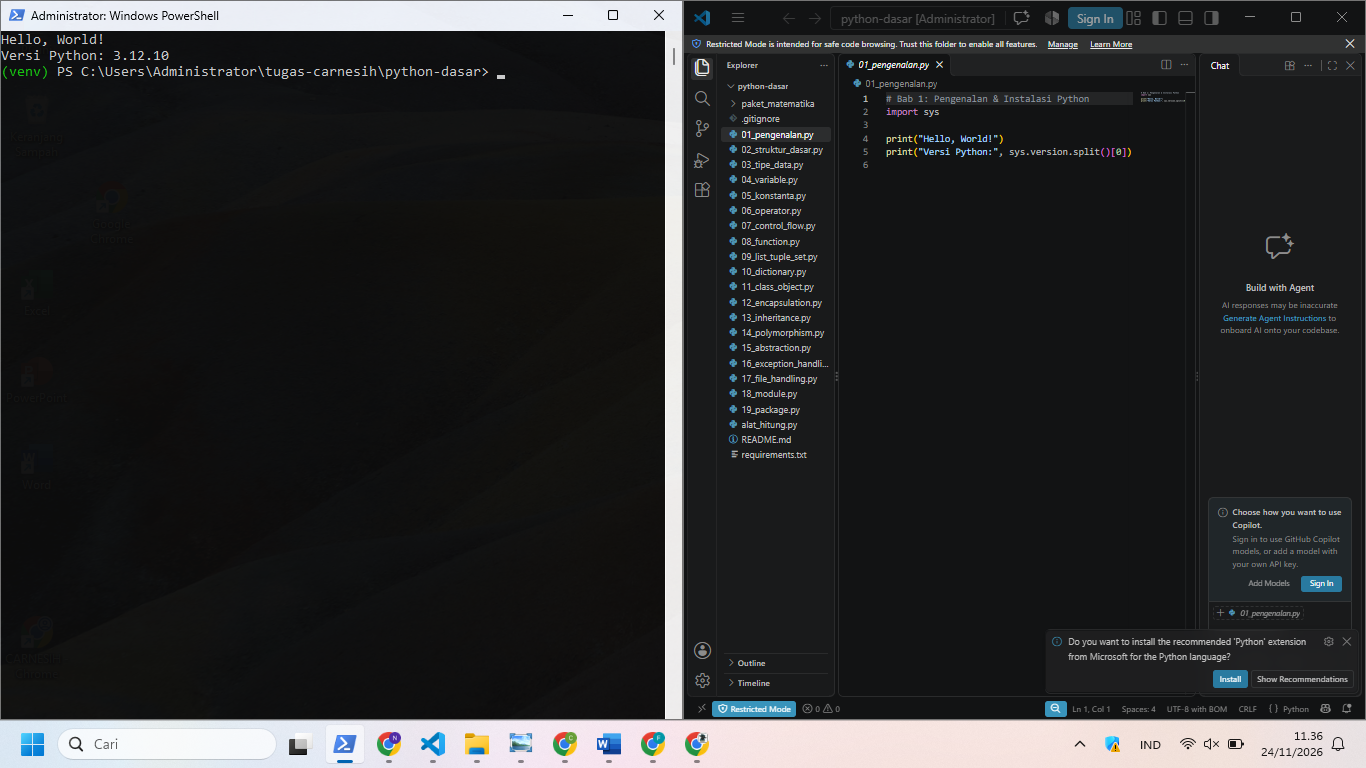 Administrator: Windows PowerShell
Hello, World!
Versi Python: 3.12.10
(venv) PS C:\Users\Administrator\tugas-carnesih\python-dasar>
Excel
PowerPoint
Word
python-dasar [Administrator]
Sign In
Restricted Mode is intended for safe code browsing. Trust this folder to enable all features. Manage Learn More
Explorer
python-dasar
paket_matematika
.gitignore
01_pengenalan.py
02_struktur_dasar.py
03_tipe_data.py
04_variable.py
05_konstanta.py
06_operator.py
07_control_flow.py
08_function.py
09_list_tuple_set.py
10_dictionary.py
11_class_object.py
12_encapsulation.py
13_inheritance.py
14_polymorphism.py
15_abstraction.py
16_exception_handli...
17_file_handling.py
18_module.py
19_package.py
alat_hitung.py
README.md
requirements.txt
Outline
Timeline
01_pengenalan.py
01_pengenalan.py
1 # Bab 1: Pengenalan & Instalasi Python
2 import sys
3
4 print("Hello, World!")
5 print("Versi Python:", sys.version.split()[0])
6
Chat
Build with Agent
AI responses may be inaccurate
Generate Agent Instructions to
onboard AI onto your codebase.
Choose how you want to use
Copilot.
Sign in to use GitHub Copilot
models, or add a model with
your own API key.
Add Models Sign In
01_pengenalan.py
Do you want to install the recommended 'Python' extension
from Microsoft for the Python language?
Install Show Recommendations
Restricted Mode 0 0 Ln 1, Col 1 Spaces: 4 UTF-8 with BOM CRLF { } Python
Cari
IND
11.36
24/11/2026